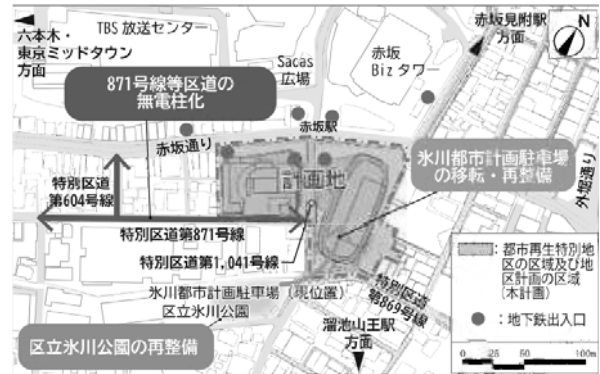 六本木・
東京ミッドタウン
方面
TBS 放送センター
Sacas
広場
赤坂
Biz タワー
赤坂見附駅
方面
N
871号線等区道の
無電柱化
赤坂駅
赤坂通り
特別区道
第604号線
計画地
氷川都市計画駐車場
の移転・再整備
外堀通り
特別区道第871号線
特別区道第1,041号線
特別区道
第869号線
氷川都市計画駐車場（現位置）
区立氷川公園
区立氷川公園の再整備
溜池山王駅
方面
：都市再生特別地
区の区域及び地
区計画の区域
（本計画）
：地下鉄出入口
0 25 50 100m